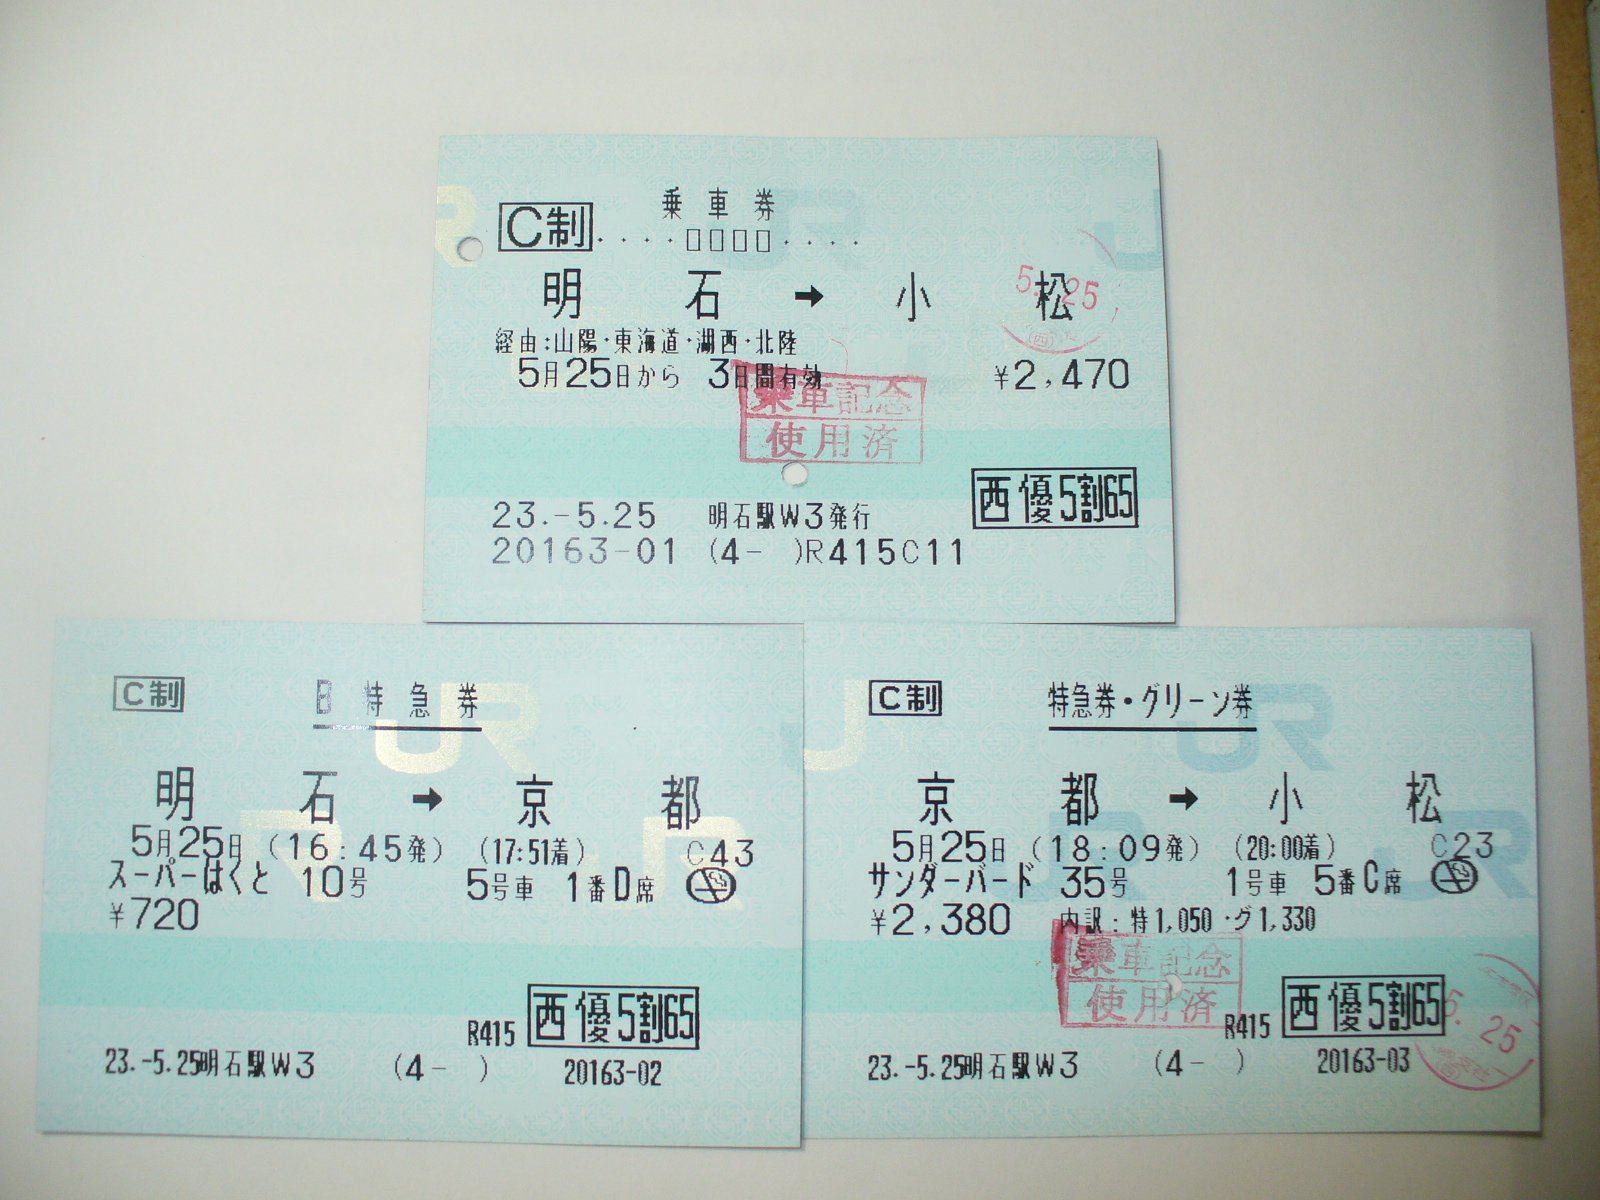 乗車券
C制 ‥‥□□□□‥‥
明石 → 小松
経由:山陽・東海道・湖西・北陸
5月25日から 3日間有効 ¥2,470
5.25
乗車記念
使用済
西 優5割65
23.-5.25 明石駅W3発行
20163-01 (4- )R415C11
C制 B特急券
JR
明石 → 京都
5月25日 (16:45発) (17:51着) C43
スーパーはくと 10号 5号車 1番D席
¥720
西 優5割65
R415
23.-5.25明石駅W3 (4- ) 20163-02
C制 特急券・グリーン券
JR
京都 → 小松
5月25日 (18:09発) (20:00着) C23
サンダーバード 35号 1号車 5番C席
¥2,380 内訳:特1,050・グ1,330
乗車記念
使用済
西 優5割65
R415
5.25
23.-5.25明石駅W3 (4- ) 20163-03